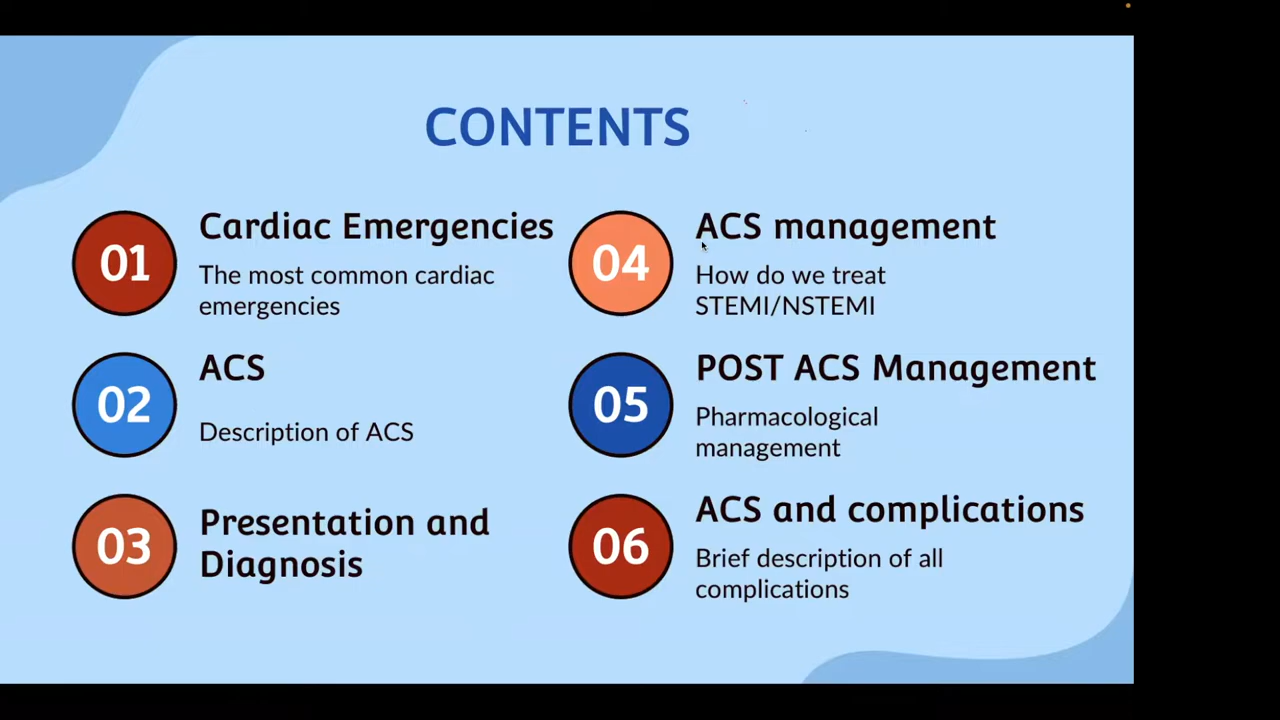 CONTENTS
01
Cardiac Emergencies
The most common cardiac
emergencies
02
ACS
Description of ACS
03
Presentation and
Diagnosis
04
ACS management
How do we treat
STEMI/NSTEMI
05
POST ACS Management
Pharmacological
management
06
ACS and complications
Brief description of all
complications